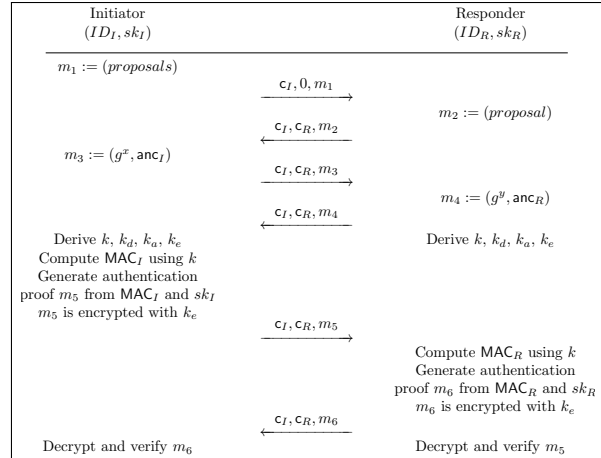 Initiator Responder
(ID_I, sk_I) (ID_R, sk_R)
m_1 := (proposals)
c_I, 0, m_1
m_2 := (proposal)
c_I, c_R, m_2
m_3 := (g^x, anc_I)
c_I, c_R, m_3
m_4 := (g^y, anc_R)
c_I, c_R, m_4
Derive k, k_d, k_a, k_e Derive k, k_d, k_a, k_e
Compute MAC_I using k
Generate authentication
proof m_5 from MAC_I and sk_I
m_5 is encrypted with k_e
c_I, c_R, m_5
Compute MAC_R using k
Generate authentication
proof m_6 from MAC_R and sk_R
m_6 is encrypted with k_e
c_I, c_R, m_6
Decrypt and verify m_6 Decrypt and verify m_5